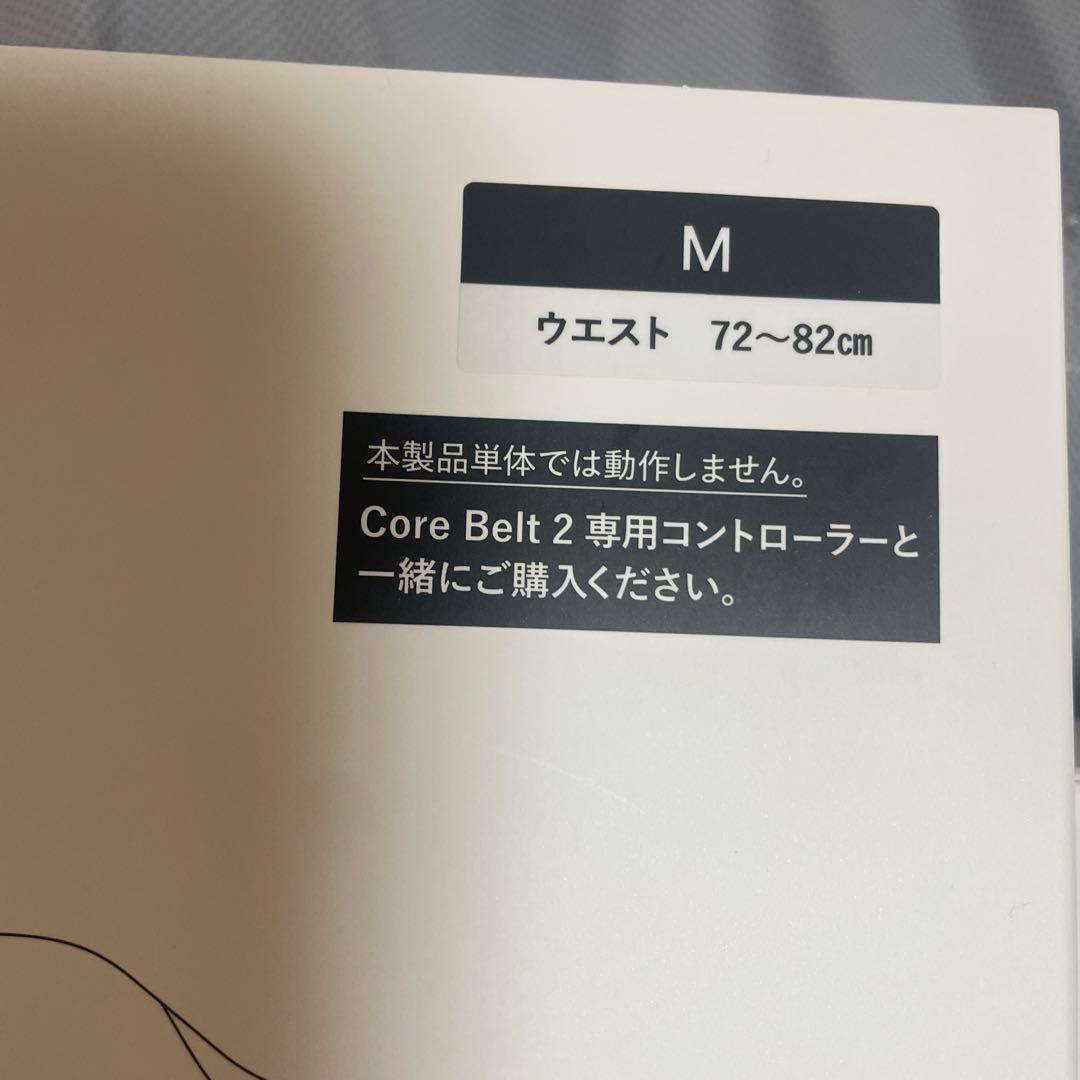 M
ウエスト 72〜82㎝
本製品単体では動作しません。
Core Belt 2 専用コントローラーと
一緒にご購入ください。